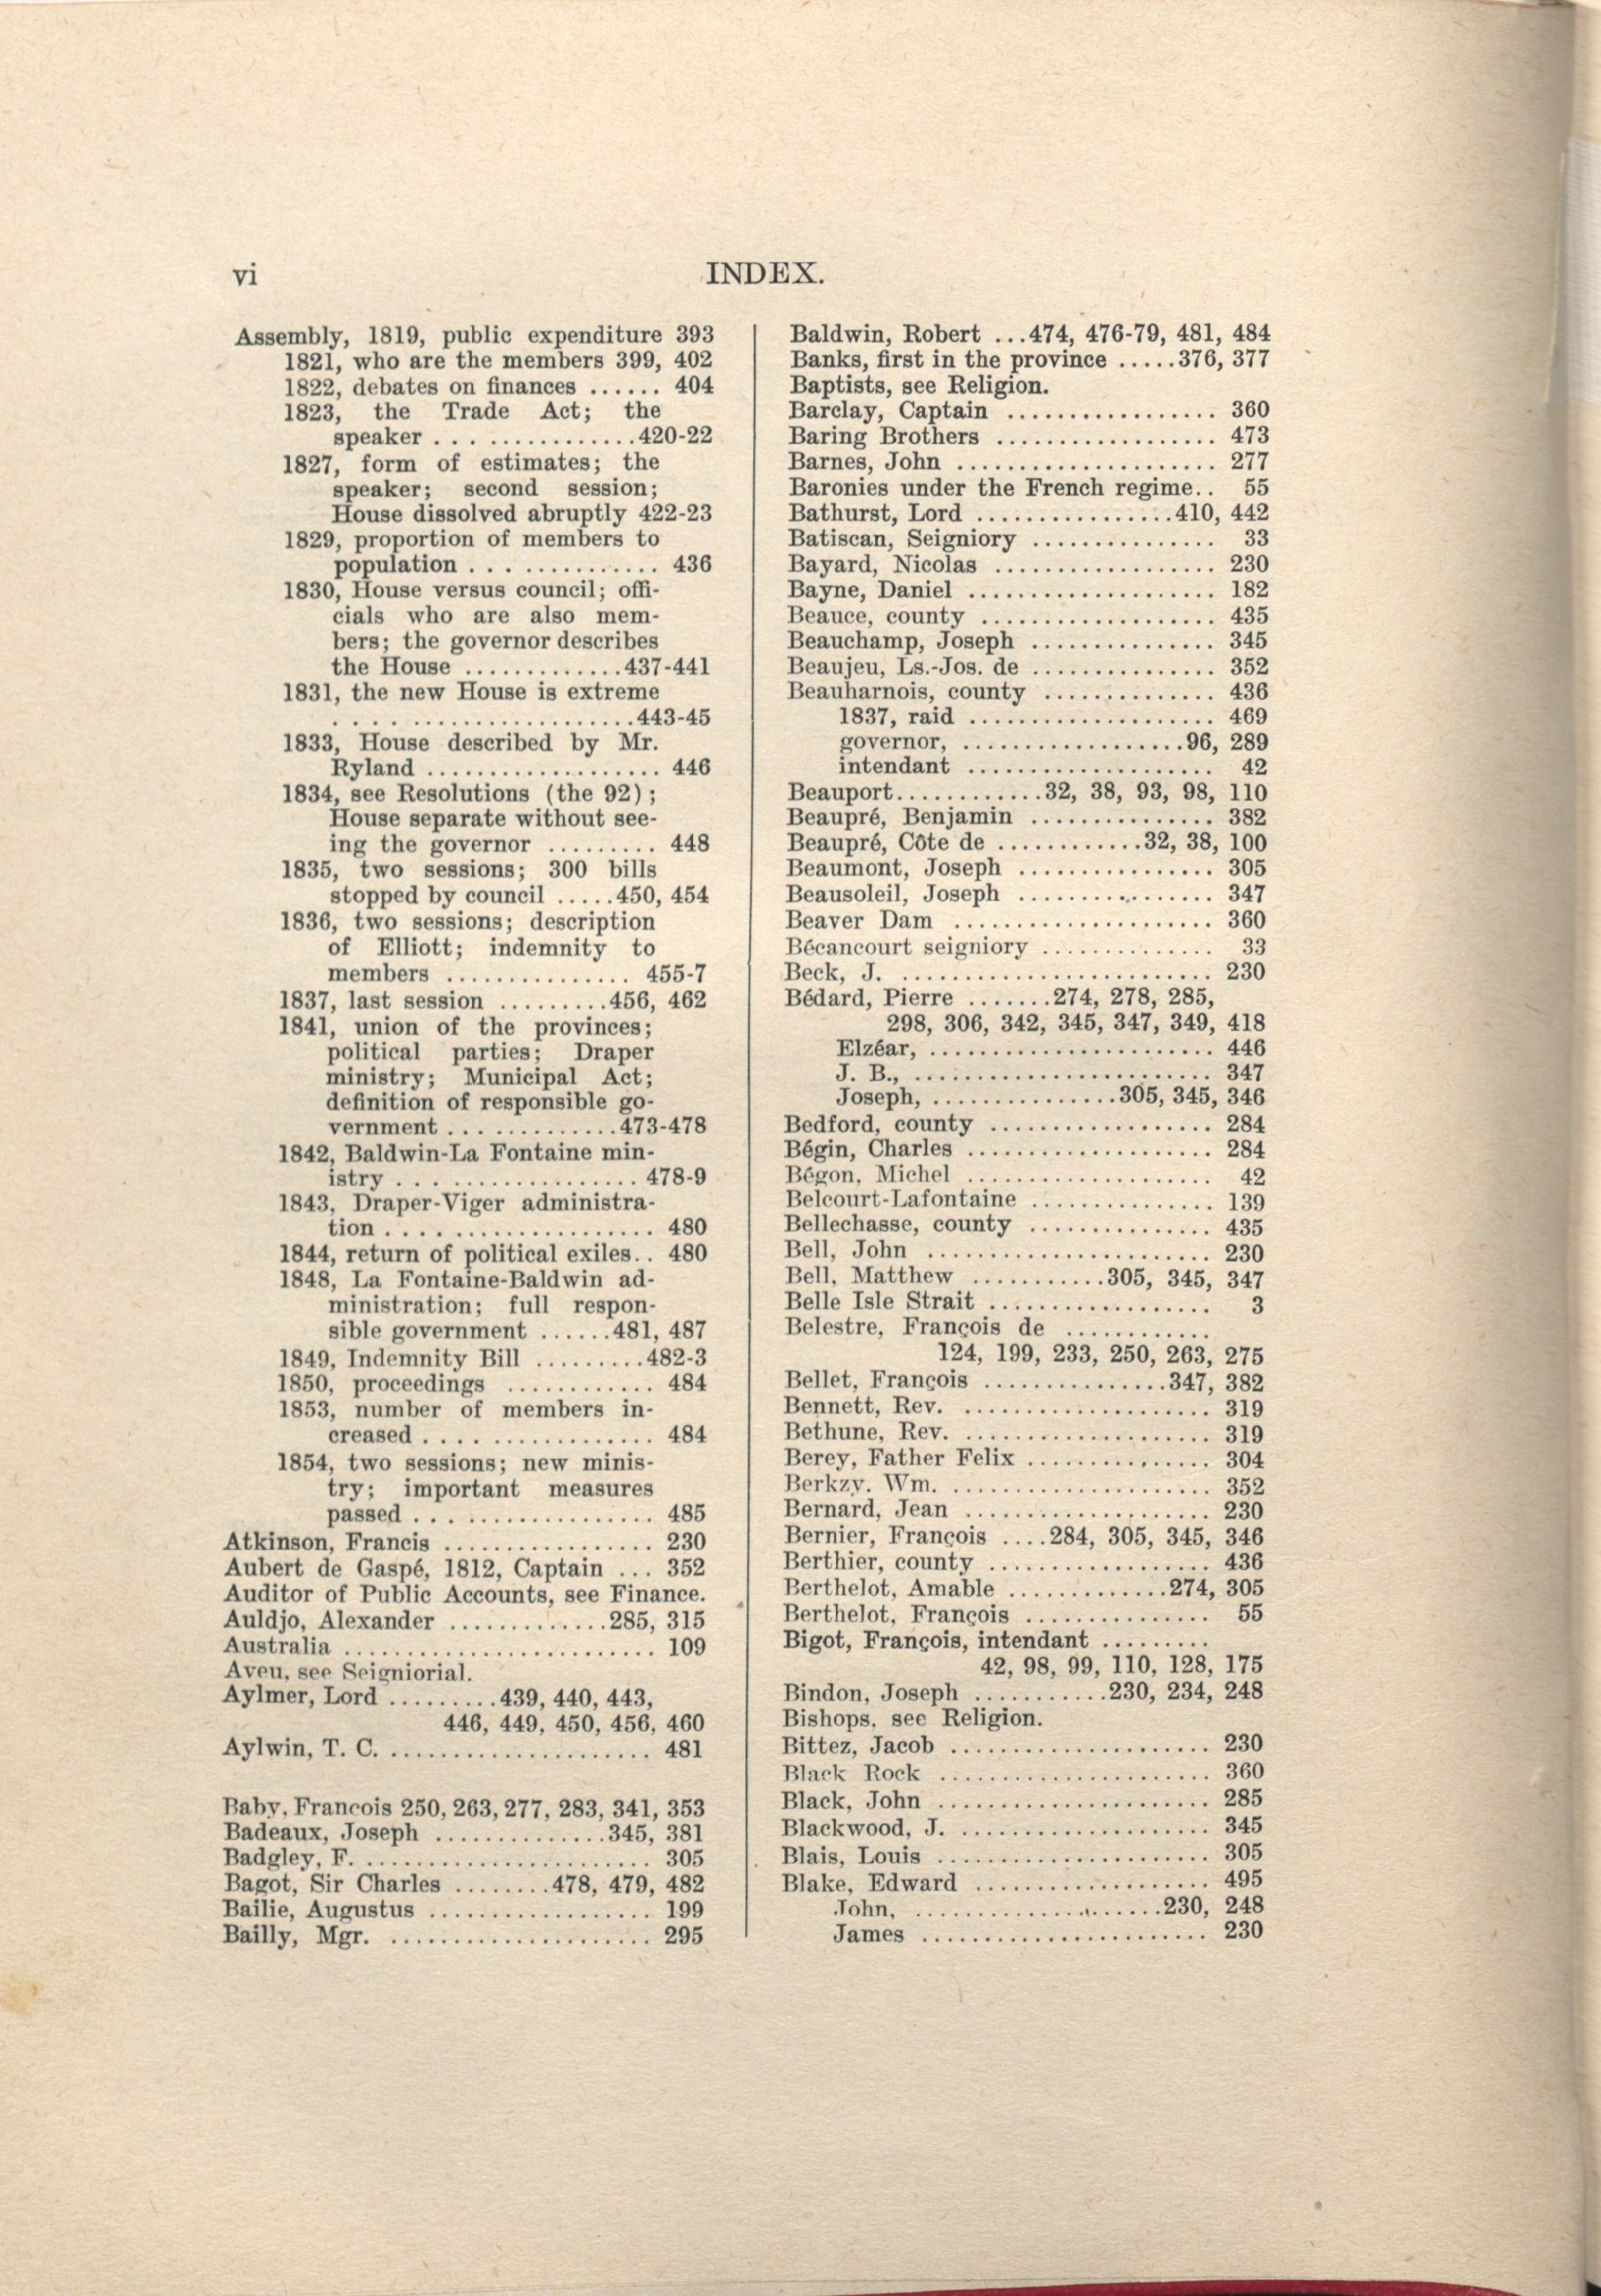 vi
INDEX.
Assembly, 1819, public expenditure 393
1821, who are the members 399, 402
1822, debates on finances ...... 404
1823, the Trade Act; the
speaker ... ..............420-22
1827, form of estimates; the
speaker; second session;
House dissolved abruptly 422-23
1829, proportion of members to
population ... ............ 436
1830, House versus council; offi-
cials who are also mem-
bers; the governor describes
the House .............437-441
1831, the new House is extreme
.... .....................443-45
1833, House described by Mr.
Ryland ................... 446
1834, see Resolutions (the 92);
House separate without see-
ing the governor ......... 448
1835, two sessions; 300 bills
stopped by council .....450, 454
1836, two sessions; description
of Elliott; indemnity to
members ............... 455-7
1837, last session .........456, 462
1841, union of the provinces;
political parties; Draper
ministry; Municipal Act;
definition of responsible go-
vernment ... ............473-478
1842, Baldwin-La Fontaine min-
istry ... ................. 478-9
1843, Draper-Viger administra-
tion .... .................. 480
1844, return of political exiles.. 480
1848, La Fontaine-Baldwin ad-
ministration; full respon-
sible government ......481, 487
1849, Indemnity Bill .........482-3
1850, proceedings ............ 484
1853, number of members in-
creased .... ............... 484
1854, two sessions; new minis-
try; important measures
passed ... ................. 485
Atkinson, Francis ................. 230
Aubert de Gaspé, 1812, Captain ... 352
Auditor of Public Accounts, see Finance.
Auldjo, Alexander .............285, 315
Australia ......................... 109
Aveu, see Seigniorial.
Aylmer, Lord .........439, 440, 443,
446, 449, 450, 456, 460
Aylwin, T. C. ...................... 481
Baby, Francois 250, 263, 277, 283, 341, 353
Badeaux, Joseph ..............345, 381
Badgley, F. ........................ 305
Bagot, Sir Charles ........478, 479, 482
Bailie, Augustus .................. 199
Bailly, Mgr. ...................... 295
Baldwin, Robert ...474, 476-79, 481, 484
Banks, first in the province .....376, 377
Baptists, see Religion.
Barclay, Captain ................. 360
Baring Brothers .................. 473
Barnes, John ..................... 277
Baronies under the French regime.. 55
Bathurst, Lord ................410, 442
Batiscan, Seigniory ............... 33
Bayard, Nicolas .................. 230
Bayne, Daniel .................... 182
Beauce, county ................... 435
Beauchamp, Joseph ............... 345
Beaujeu, Ls.-Jos. de ............... 352
Beauharnois, county .............. 436
1837, raid .................... 469
governor, ..................96, 289
intendant .................... 42
Beauport............32, 38, 93, 98, 110
Beaupré, Benjamin ............... 382
Beaupré, Côte de ............32, 38, 100
Beaumont, Joseph ................ 305
Beausoleil, Joseph ................ 347
Beaver Dam ..................... 360
Bécancourt seigniory .............. 33
Beck, J. ......................... 230
Bédard, Pierre .......274, 278, 285,
298, 306, 342, 345, 347, 349, 418
Elzéar, ....................... 446
J. B., ........................ 347
Joseph, ...............305, 345, 346
Bedford, county .................. 284
Bégin, Charles .................... 284
Bégon, Michel .................... 42
Belcourt-Lafontaine ............... 139
Bellechasse, county ............... 435
Bell, John ....................... 230
Bell, Matthew ...........305, 345, 347
Belle Isle Strait .................. 3
Belestre, François de ............
124, 199, 233, 250, 263, 275
Bellet, François ...............347, 382
Bennett, Rev. .................... 319
Bethune, Rev. .................... 319
Berey, Father Felix ............... 304
Berkzy. Wm. ..................... 352
Bernard, Jean .................... 230
Bernier, François ....284, 305, 345, 346
Berthier, county .................. 436
Berthelot, Amable .............274, 305
Berthelot, François ............... 55
Bigot, François, intendant .........
42, 98, 99, 110, 128, 175
Bindon, Joseph ...........230, 234, 248
Bishops, see Religion.
Bittez, Jacob ..................... 230
Black Rock ...................... 360
Black, John ...................... 285
Blackwood, J. .................... 345
Blais, Louis ...................... 305
Blake, Edward ................... 495
John, ....................230, 248
James ....................... 230